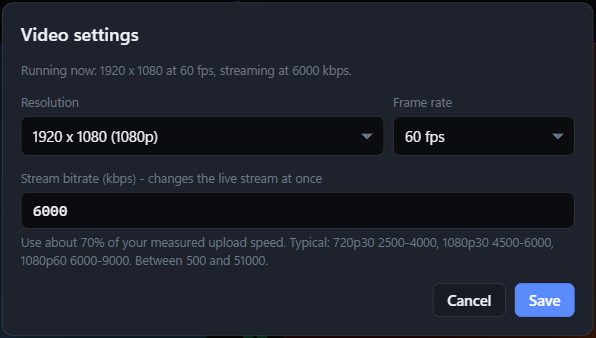 Video settings
Running now: 1920 x 1080 at 60 fps, streaming at 6000 kbps.
Resolution
Frame rate
1920 x 1080 (1080p)
60 fps
Stream bitrate (kbps) - changes the live stream at once
6000
Use about 70% of your measured upload speed. Typical: 720p30 2500-4000, 1080p30 4500-6000,
1080p60 6000-9000. Between 500 and 51000.
Cancel
Save